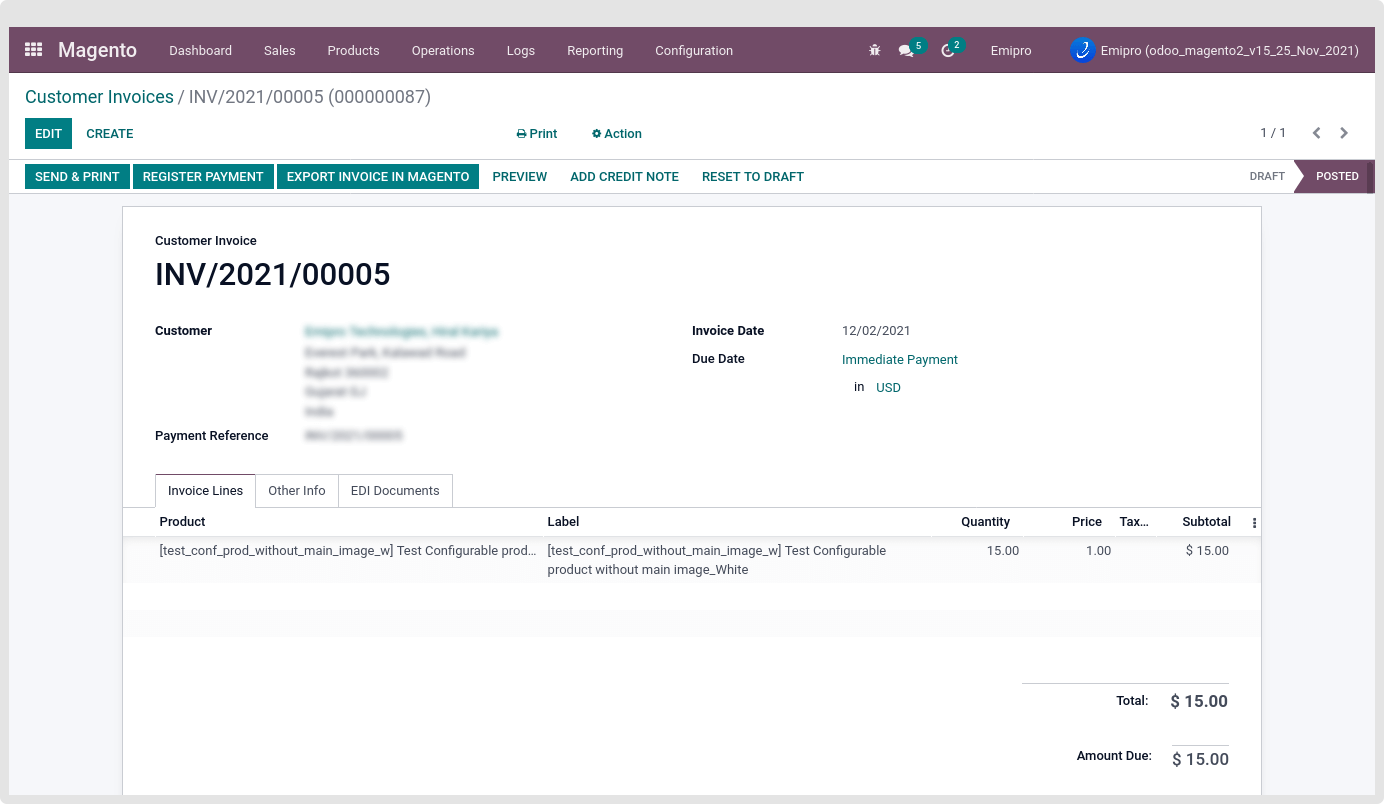 Magento Dashboard Sales Products Operations Logs Reporting Configuration 5 2 Emipro Emipro (odoo_magento2_v15_25_Nov_2021)
Customer Invoices / INV/2021/00005 (000000087)
EDIT CREATE Print Action 1 / 1
SEND & PRINT REGISTER PAYMENT EXPORT INVOICE IN MAGENTO PREVIEW ADD CREDIT NOTE RESET TO DRAFT DRAFT POSTED
Customer Invoice
INV/2021/00005
Customer Invoice Date 12/02/2021
Due Date Immediate Payment
in USD
Payment Reference
Invoice Lines Other Info EDI Documents
Product Label Quantity Price Tax... Subtotal
[test_conf_prod_without_main_image_w] Test Configurable prod... [test_conf_prod_without_main_image_w] Test Configurable 15.00 1.00 $ 15.00
product without main image_White
Total: $ 15.00
Amount Due: $ 15.00